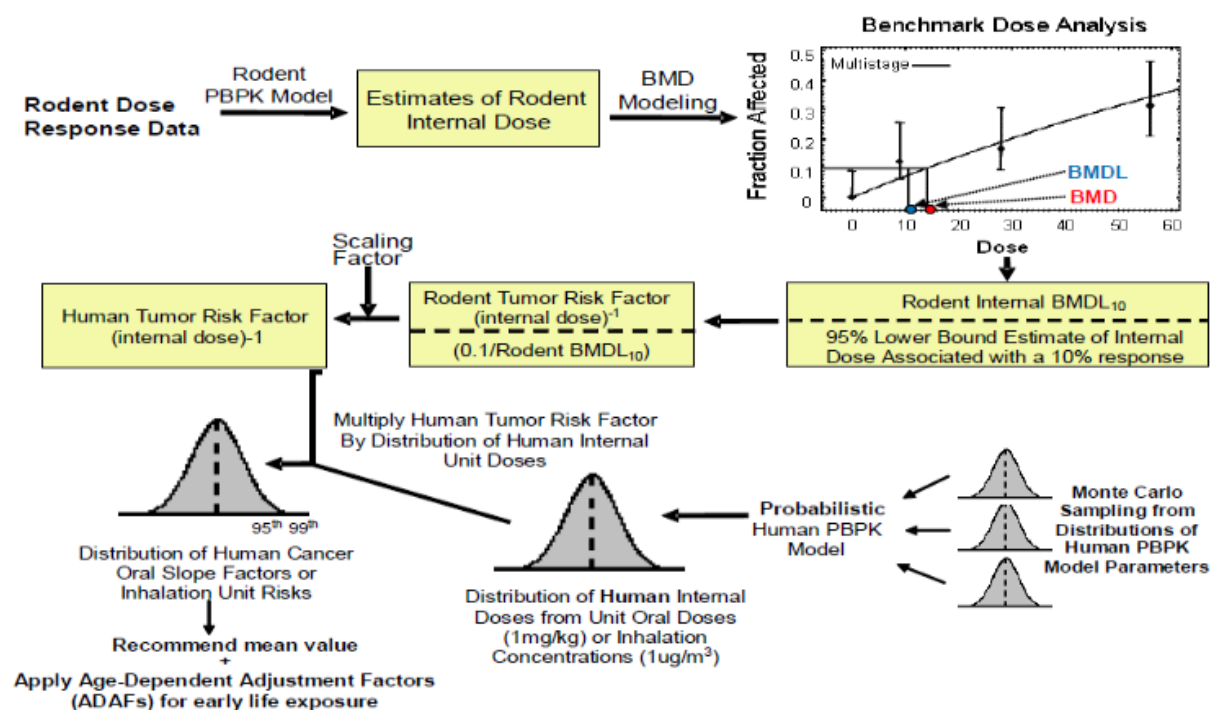 Benchmark Dose Analysis
Rodent Dose
Response Data
Rodent
PBPK Model
Estimates of Rodent
Internal Dose
BMD
Modeling
Fraction Affected
0.5
0.4
0.3
0.2
0.1
0
Multistage
BMDL
BMD
0 10 20 30 40 50 60
Dose
Rodent Internal BMDL10
95% Lower Bound Estimate of Internal
Dose Associated with a 10% response
Rodent Tumor Risk Factor
(internal dose)-1
(0.1/Rodent BMDL10)
Scaling
Factor
Human Tumor Risk Factor
(internal dose)-1
Multiply Human Tumor Risk Factor
By Distribution of Human Internal
Unit Doses
95th 99th
Distribution of Human Cancer
Oral Slope Factors or
Inhalation Unit Risks
Recommend mean value
+
Apply Age-Dependent Adjustment Factors
(ADAFs) for early life exposure
Distribution of Human Internal
Doses from Unit Oral Doses
(1mg/kg) or Inhalation
Concentrations (1ug/m3)
Probabilistic
Human PBPK
Model
Monte Carlo
Sampling from
Distributions of
Human PBPK
Model Parameters